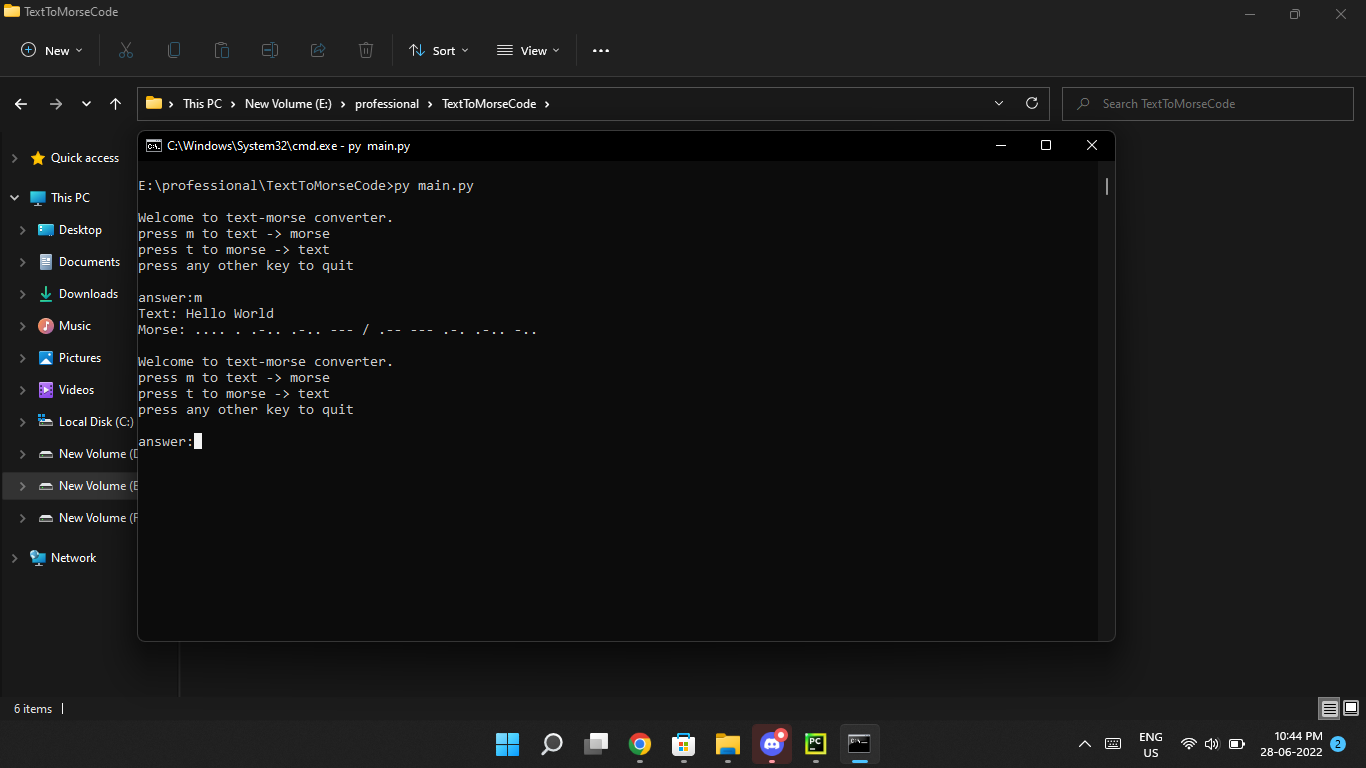 TextToMorseCode
New
Sort
View
This PC
New Volume (E:)
professional
TextToMorseCode
Search TextToMorseCode
Quick access
This PC
Desktop
Documents
Downloads
Music
Pictures
Videos
Local Disk (C:)
New Volume (D
New Volume (E
New Volume (F
Network
C:\Windows\System32\cmd.exe - py  main.py
E:\professional\TextToMorseCode>py main.py
Welcome to text-morse converter.
press m to text -> morse
press t to morse -> text
press any other key to quit
answer:m
Text: Hello World
Morse: .... . .-.. .-.. --- / .-- --- .-. .-.. -..
Welcome to text-morse converter.
press m to text -> morse
press t to morse -> text
press any other key to quit
answer:
6 items
PC
ENG
US
10:44 PM
28-06-2022
2